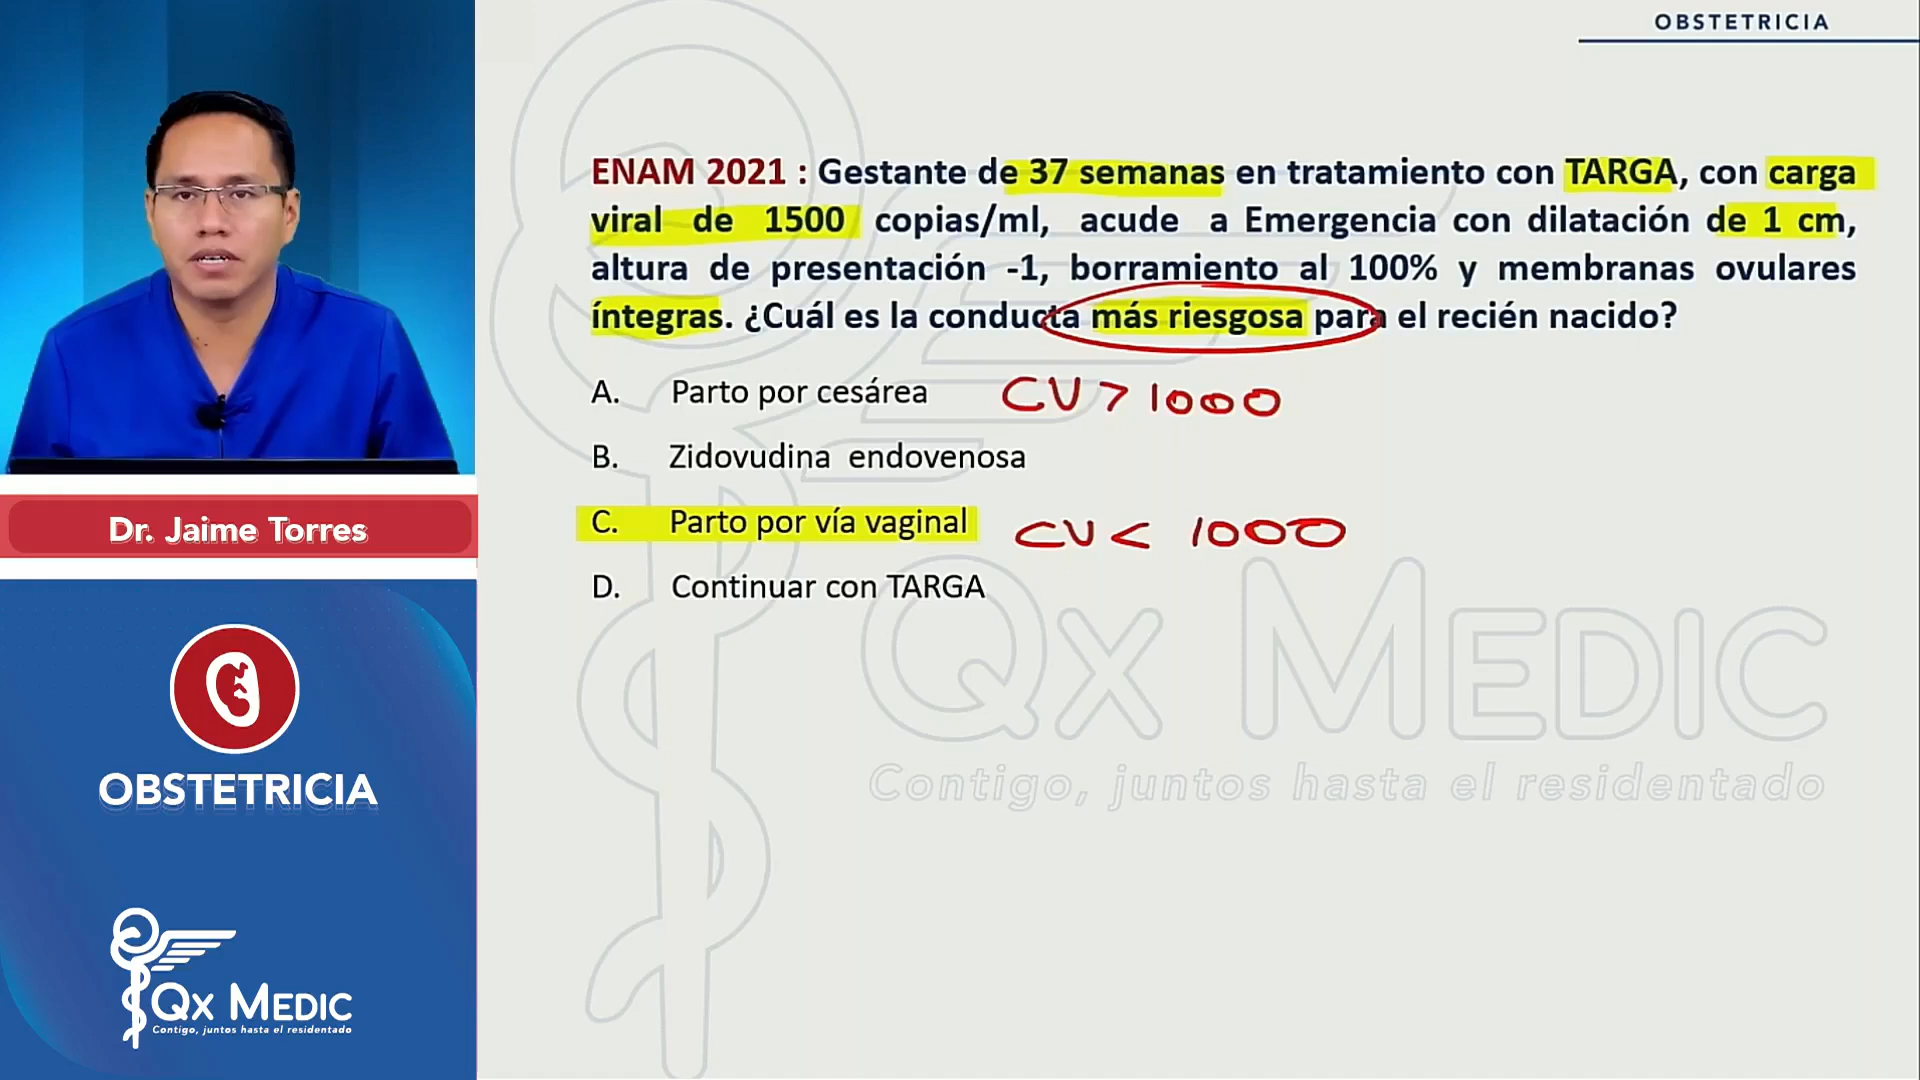 OBSTETRICIA
ENAM 2021 : Gestante de 37 semanas en tratamiento con TARGA, con carga
viral de 1500 copias/ml, acude a Emergencia con dilatación de 1 cm,
altura de presentación -1, borramiento al 100% y membranas ovulares
íntegras. ¿Cuál es la conducta más riesgosa para el recién nacido?
A. Parto por cesárea CV > 1000
B. Zidovudina endovenosa
C. Parto por vía vaginal CV < 1000
D. Continuar con TARGA
Dr. Jaime Torres
OBSTETRICIA
QX MEDIC
Contigo, juntos hasta el residentado
QX MEDIC
Contigo, juntos hasta el residentado